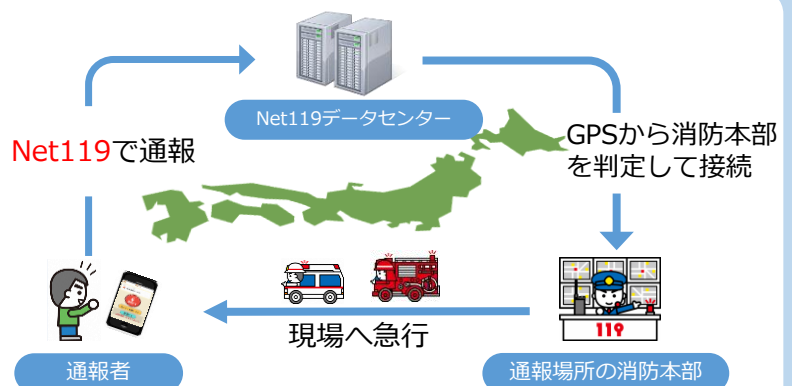 Net119データセンター
Net119で通報
GPSから消防本部
を判定して接続
119
現場へ急行
通報者
通報場所の消防本部